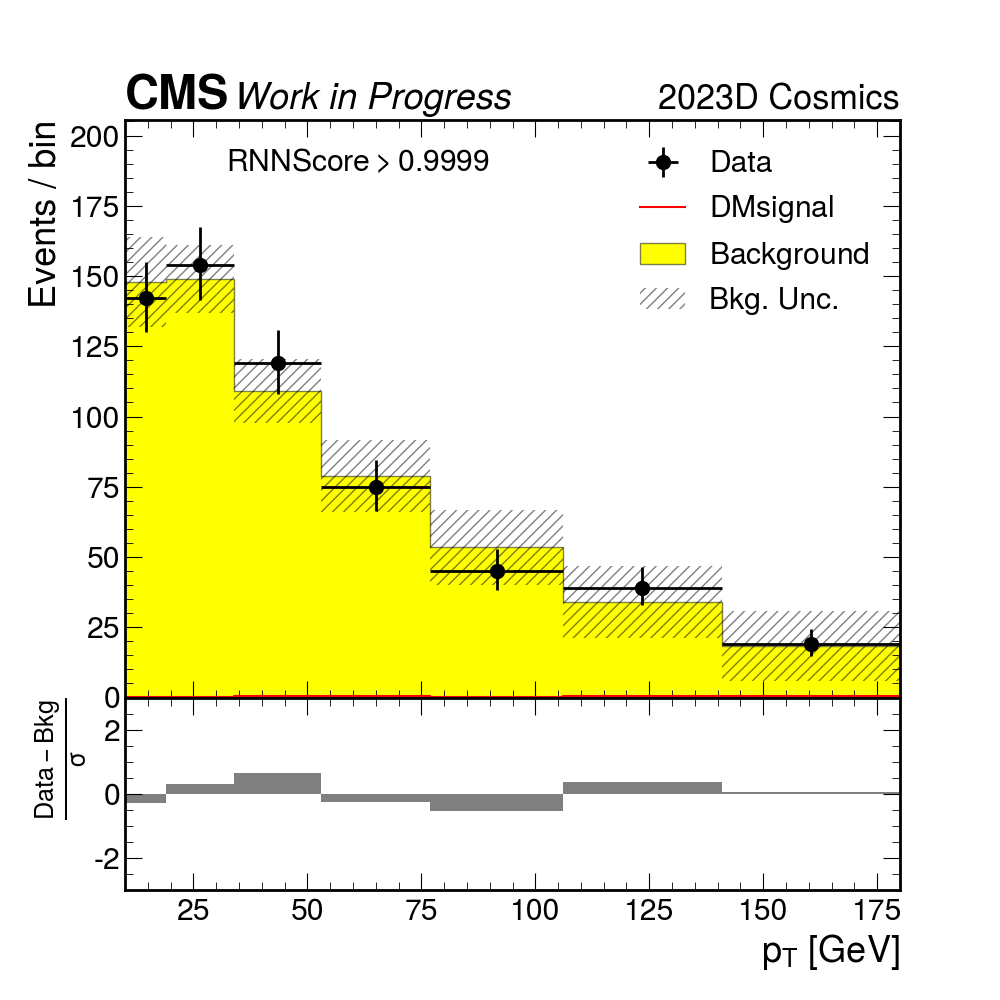 CMS Work in Progress 2023D Cosmics
Events / bin
RNNScore > 0.9999
Data
DMsignal
Background
Bkg. Unc.
200
175
150
125
100
75
50
25
0
Data – Bkg
σ
2
0
-2
25 50 75 100 125 150 175
pT [GeV]